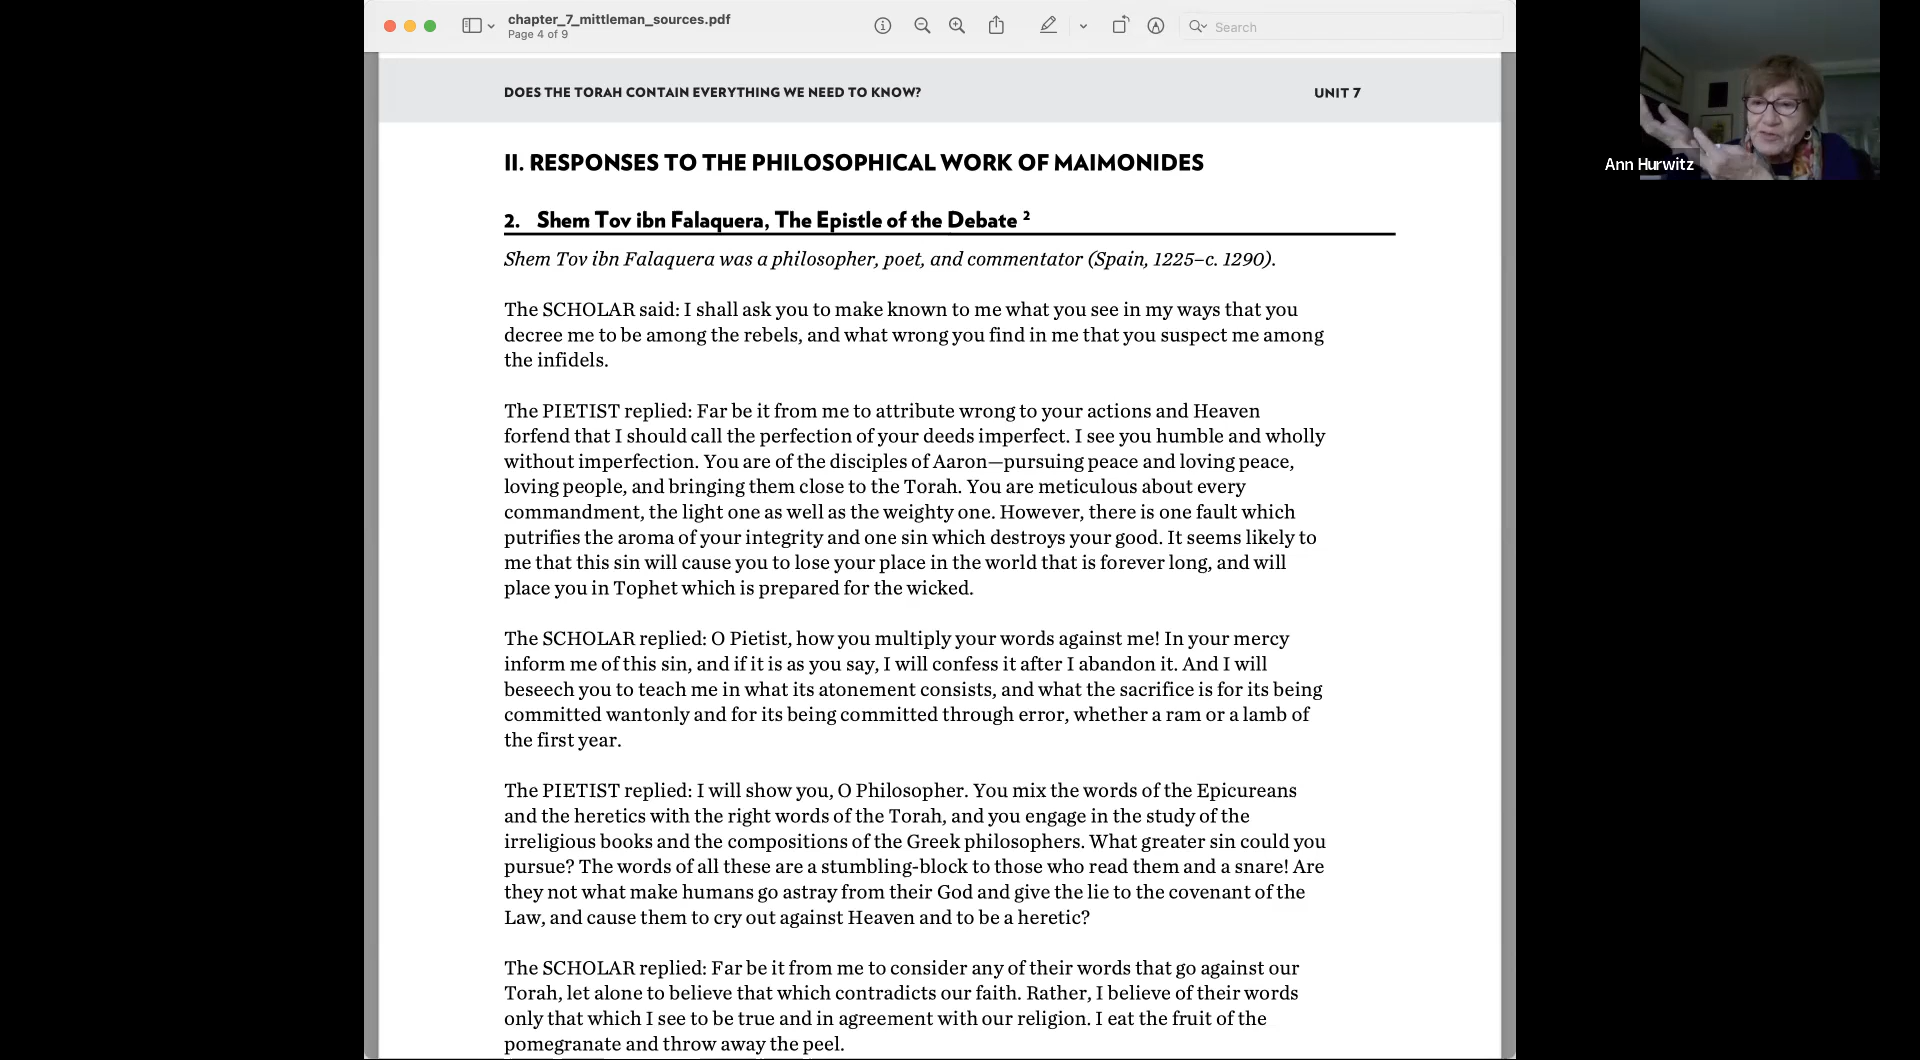 chapter_7_mittleman_sources.pdf
Page 4 of 9
Search
DOES THE TORAH CONTAIN EVERYTHING WE NEED TO KNOW?
UNIT 7
II. RESPONSES TO THE PHILOSOPHICAL WORK OF MAIMONIDES
2. Shem Tov ibn Falaquera, The Epistle of the Debate 2
Shem Tov ibn Falaquera was a philosopher, poet, and commentator (Spain, 1225–c. 1290).
The SCHOLAR said: I shall ask you to make known to me what you see in my ways that you
decree me to be among the rebels, and what wrong you find in me that you suspect me among
the infidels.
The PIETIST replied: Far be it from me to attribute wrong to your actions and Heaven
forfend that I should call the perfection of your deeds imperfect. I see you humble and wholly
without imperfection. You are of the disciples of Aaron—pursuing peace and loving peace,
loving people, and bringing them close to the Torah. You are meticulous about every
commandment, the light one as well as the weighty one. However, there is one fault which
putrifies the aroma of your integrity and one sin which destroys your good. It seems likely to
me that this sin will cause you to lose your place in the world that is forever long, and will
place you in Tophet which is prepared for the wicked.
The SCHOLAR replied: O Pietist, how you multiply your words against me! In your mercy
inform me of this sin, and if it is as you say, I will confess it after I abandon it. And I will
beseech you to teach me in what its atonement consists, and what the sacrifice is for its being
committed wantonly and for its being committed through error, whether a ram or a lamb of
the first year.
The PIETIST replied: I will show you, O Philosopher. You mix the words of the Epicureans
and the heretics with the right words of the Torah, and you engage in the study of the
irreligious books and the compositions of the Greek philosophers. What greater sin could you
pursue? The words of all these are a stumbling-block to those who read them and a snare! Are
they not what make humans go astray from their God and give the lie to the covenant of the
Law, and cause them to cry out against Heaven and to be a heretic?
The SCHOLAR replied: Far be it from me to consider any of their words that go against our
Torah, let alone to believe that which contradicts our faith. Rather, I believe of their words
only that which I see to be true and in agreement with our religion. I eat the fruit of the
pomegranate and throw away the peel.
Ann Hurwitz